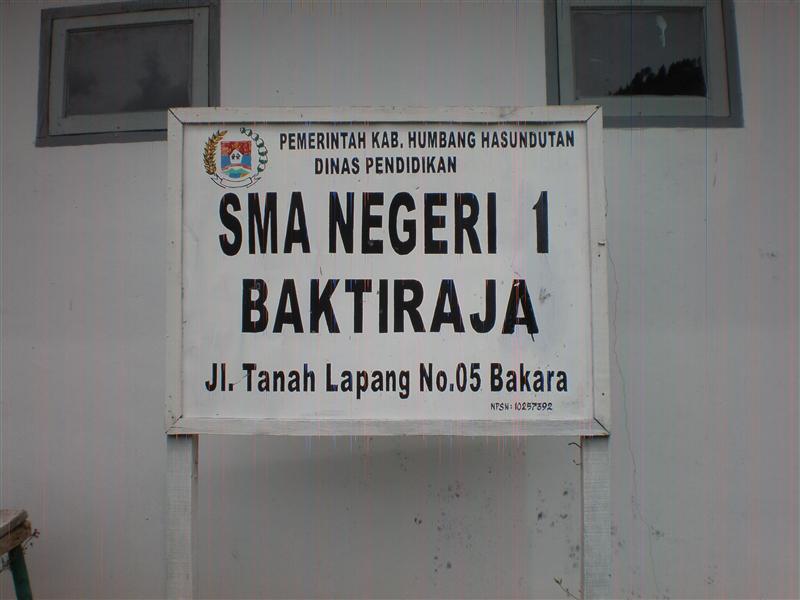 PEMERINTAH KAB. HUMBANG HASUNDUTAN
DINAS PENDIDIKAN
SMA NEGERI 1
BAKTIRAJA
Jl. Tanah Lapang No.05 Bakara
NPSN: 10257392